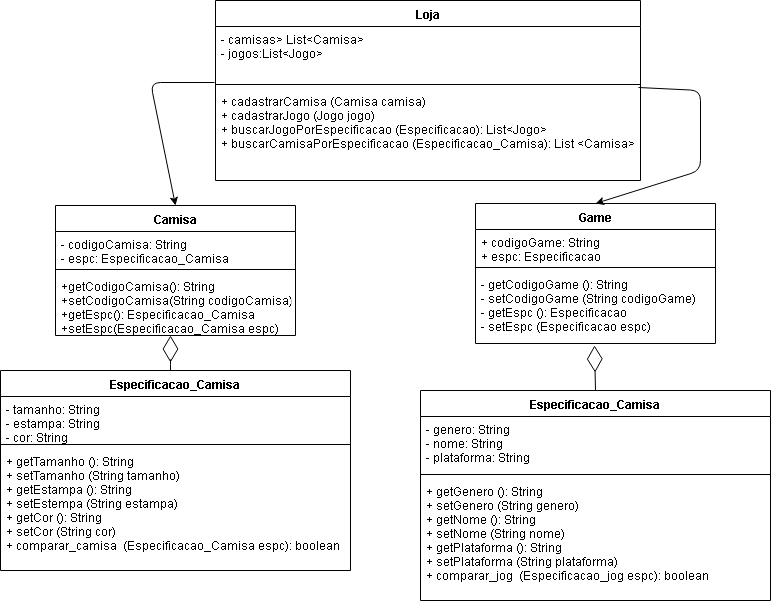 Loja
- camisas> List<Camisa>
- jogos:List<Jogo>
+ cadastrarCamisa (Camisa camisa)
+ cadastrarJogo (Jogo jogo)
+ buscarJogoPorEspecificacao (Especificacao): List<Jogo>
+ buscarCamisaPorEspecificacao (Especificacao_Camisa): List <Camisa>
Camisa
- codigoCamisa: String
- espc: Especificacao_Camisa
+getCodigoCamisa(): String
+setCodigoCamisa(String codigoCamisa)
+getEspc(): Especificacao_Camisa
+setEspc(Especificacao_Camisa espc)
Game
+ codigoGame: String
+ espc: Especificacao
- getCodigoGame (): String
- setCodigoGame (String codigoGame)
- getEspc (): Especificacao
- setEspc (Especificacao espc)
Especificacao_Camisa
- tamanho: String
- estampa: String
- cor: String
+ getTamanho (): String
+ setTamanho (String tamanho)
+ getEstampa (): String
+ setEstempa (String estampa)
+ getCor (): String
+ setCor (String cor)
+ comparar_camisa (Especificacao_Camisa espc): boolean
Especificacao_Camisa
- genero: String
- nome: String
- plataforma: String
+ getGenero (): String
+ setGenero (String genero)
+ getNome (): String
+ setNome (String nome)
+ getPlataforma (): String
+ setPlataforma (String plataforma)
+ comparar_jog (Especificacao_jog espc): boolean